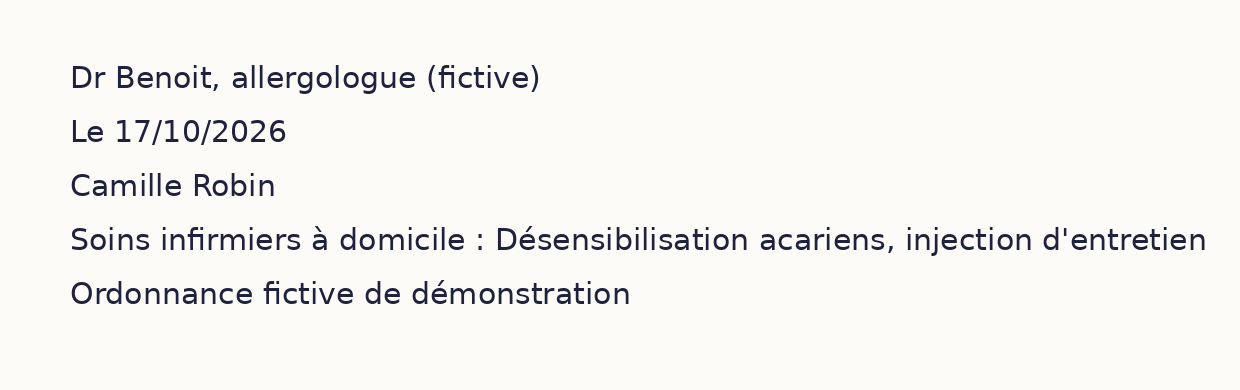 Dr Benoit, allergologue (fictive)
Le 17/10/2026
Camille Robin
Soins infirmiers à domicile : Désensibilisation acariens, injection d'entretien
Ordonnance fictive de démonstration